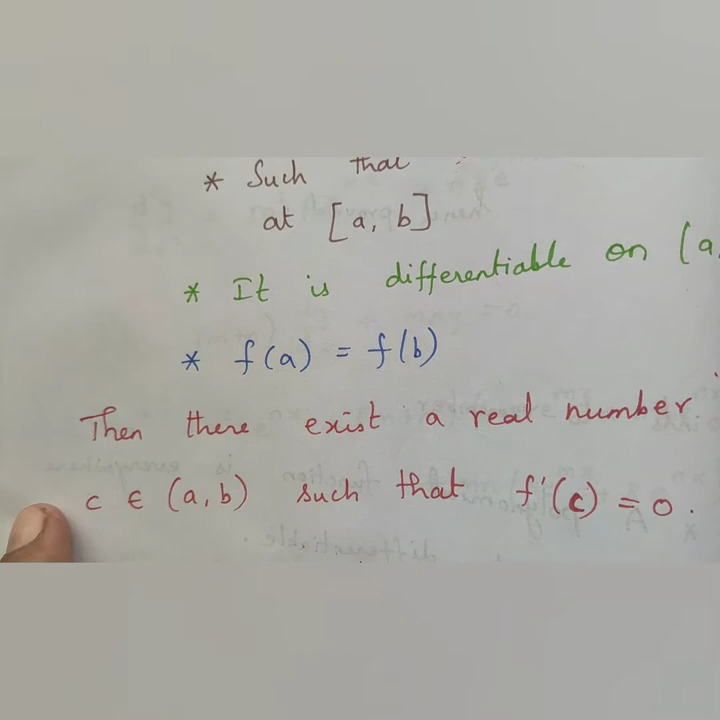 * Such that
at [a, b]
* It is differentiable on (a,
* f(a) = f(b)
Then there exist a real number
c ∈ (a, b) such that f'(c) = 0.